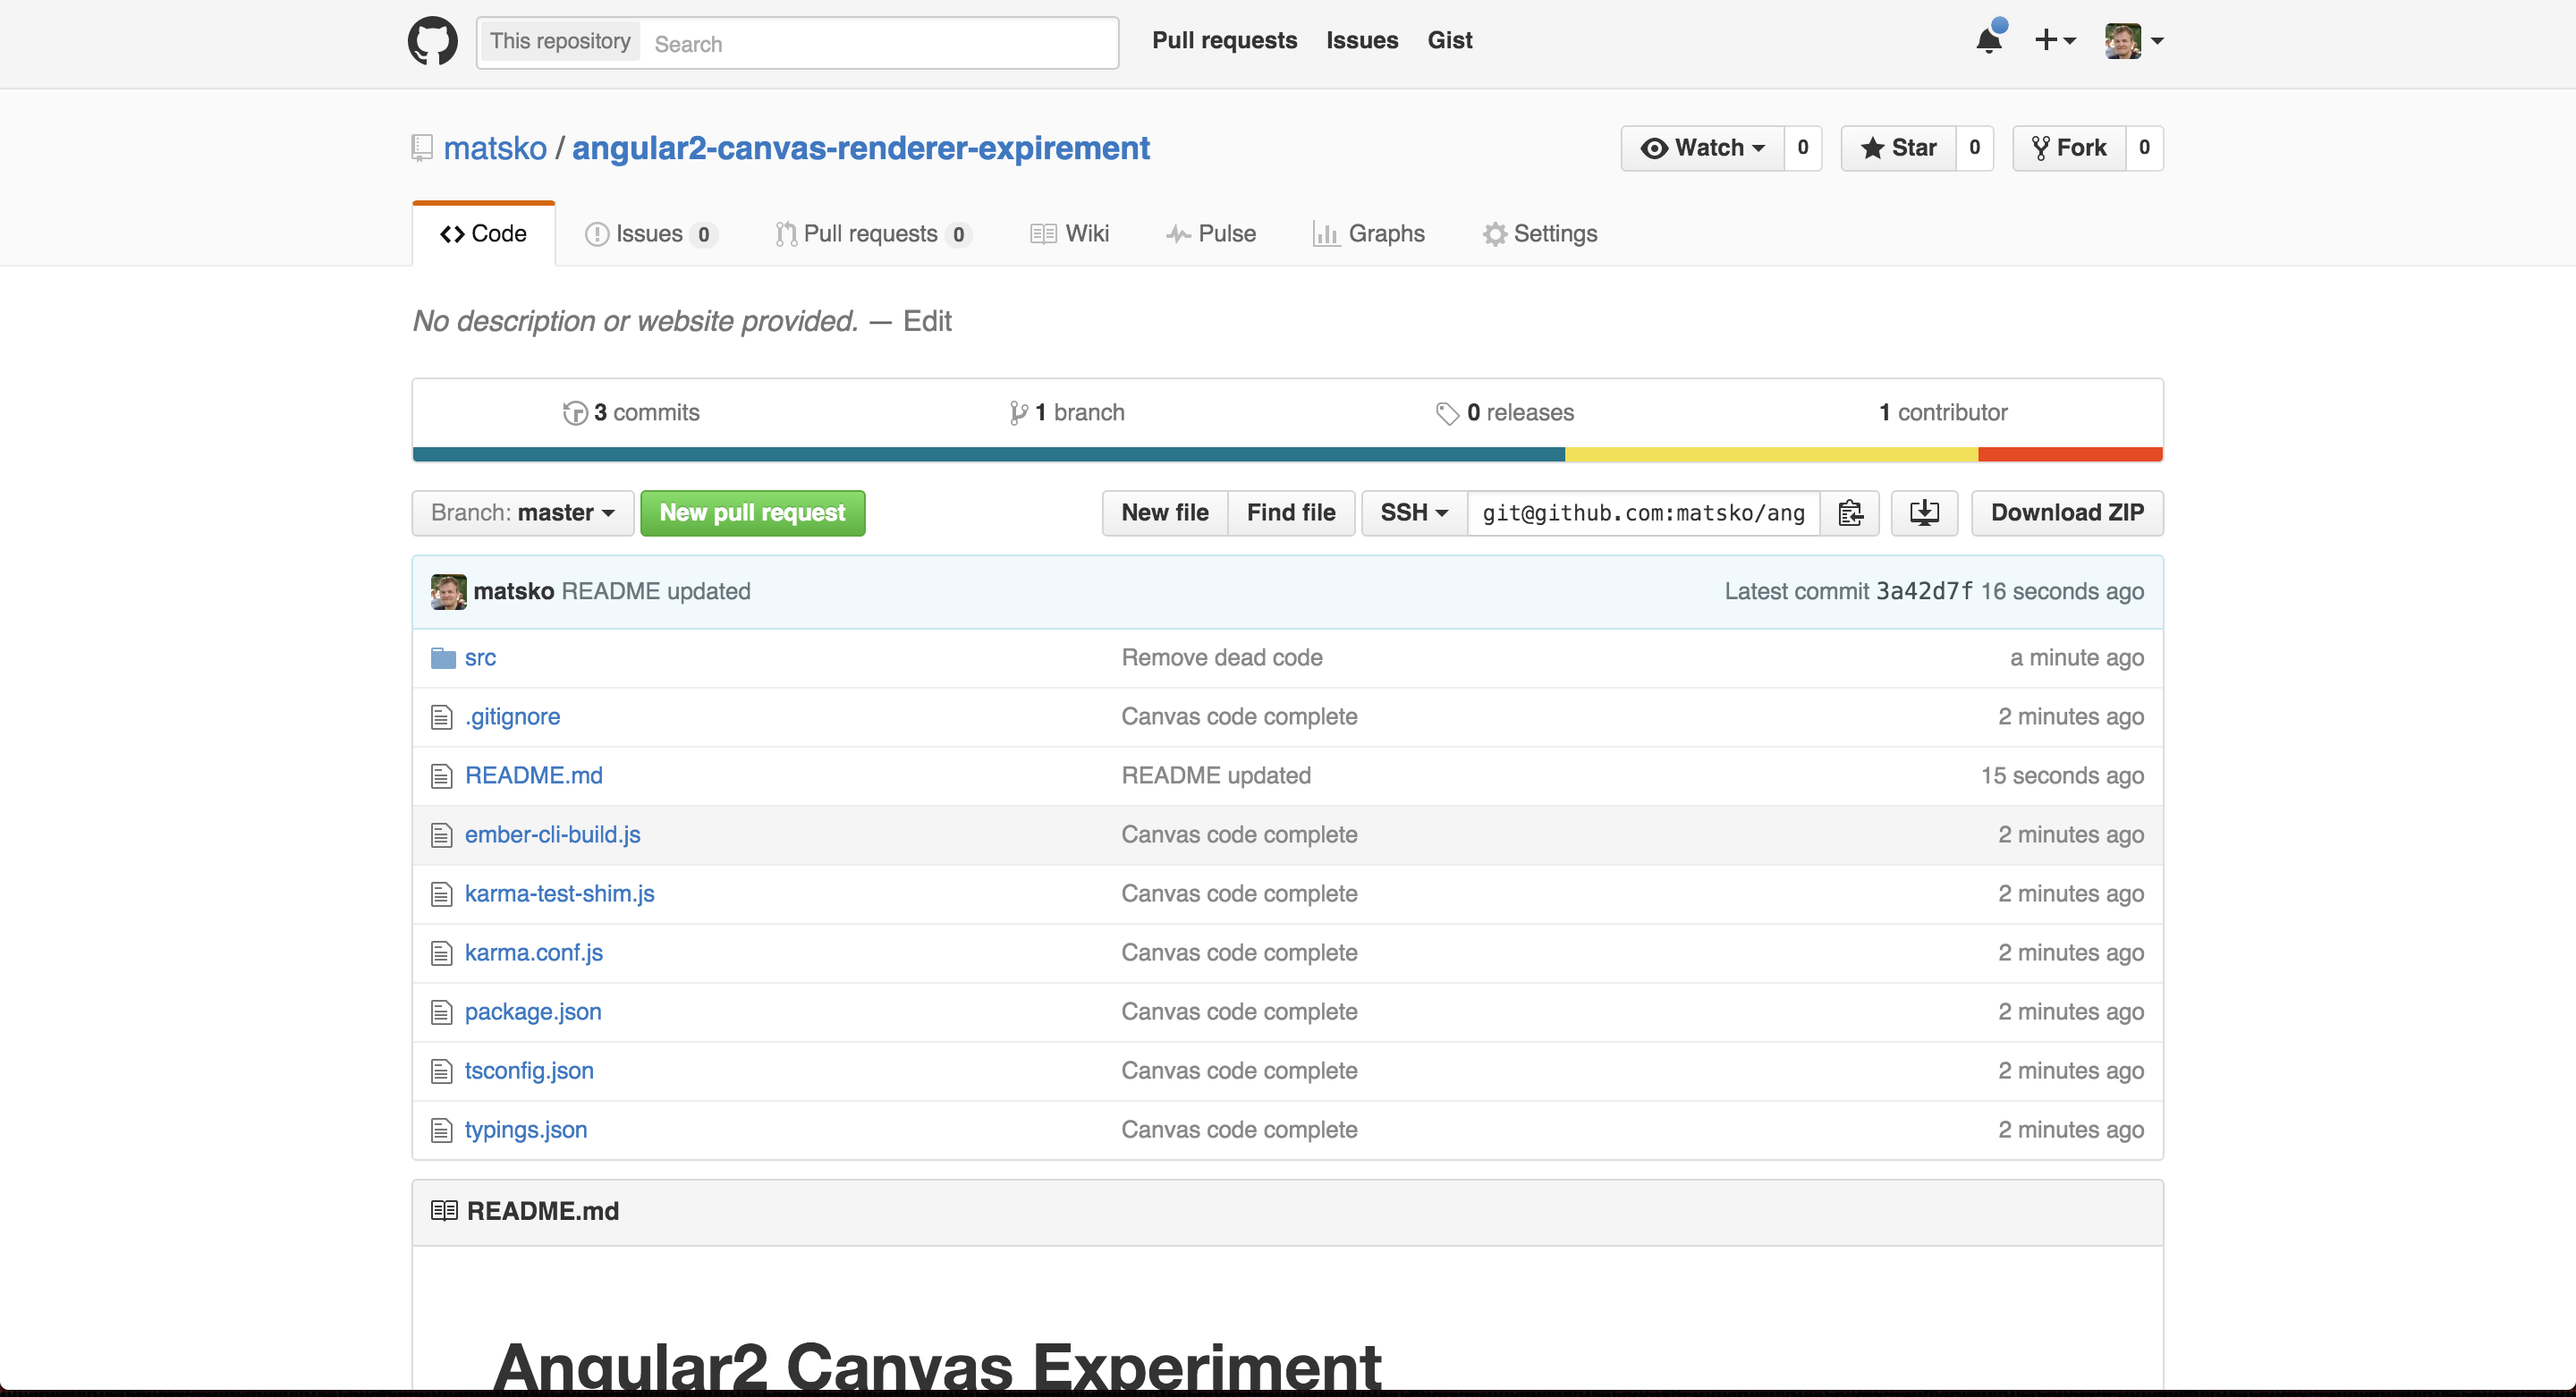 This repository Search Pull requests Issues Gist
matsko / angular2-canvas-renderer-expirement Watch 0 Star 0 Fork 0
Code Issues 0 Pull requests 0 Wiki Pulse Graphs Settings
No description or website provided. — Edit
3 commits 1 branch 0 releases 1 contributor
Branch: master New pull request New file Find file SSH git@github.com:matsko/ang Download ZIP
matsko README updated Latest commit 3a42d7f 16 seconds ago
src Remove dead code a minute ago
.gitignore Canvas code complete 2 minutes ago
README.md README updated 15 seconds ago
ember-cli-build.js Canvas code complete 2 minutes ago
karma-test-shim.js Canvas code complete 2 minutes ago
karma.conf.js Canvas code complete 2 minutes ago
package.json Canvas code complete 2 minutes ago
tsconfig.json Canvas code complete 2 minutes ago
typings.json Canvas code complete 2 minutes ago
README.md
Angular2 Canvas Experiment